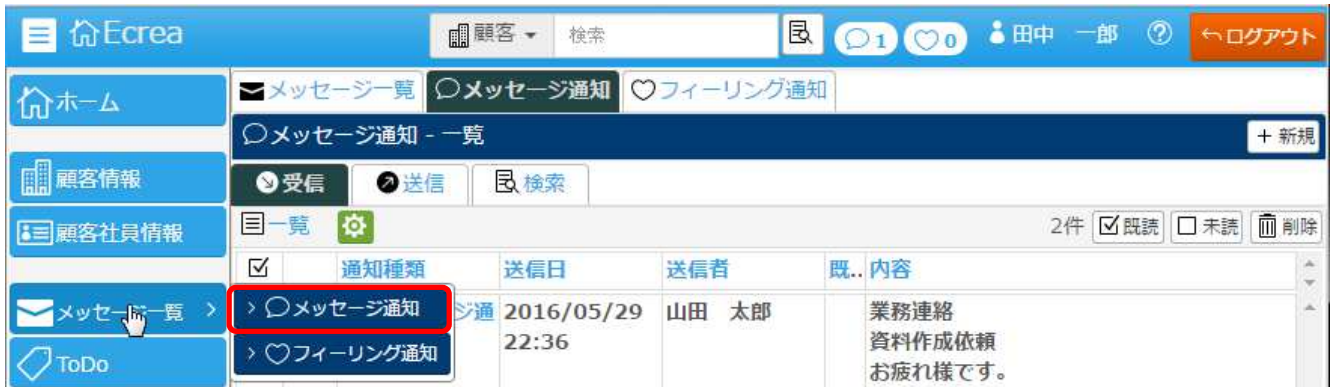 Ecrea 顧客 検索 1 0 田中 一郎 ログアウト
ホーム
顧客情報
顧客社員情報
メッセージ一覧
ToDo
メッセージ一覧 メッセージ通知 フィーリング通知
メッセージ通知 - 一覧 + 新規
受信 送信 検索
一覧 2件 既読 未読 削除
通知種類 送信日 送信者 既.. 内容
> メッセージ通知
> フィーリング通知
ジ通 2016/05/29 山田 太郎 業務連絡
22:36 資料作成依頼
お疲れ様です。